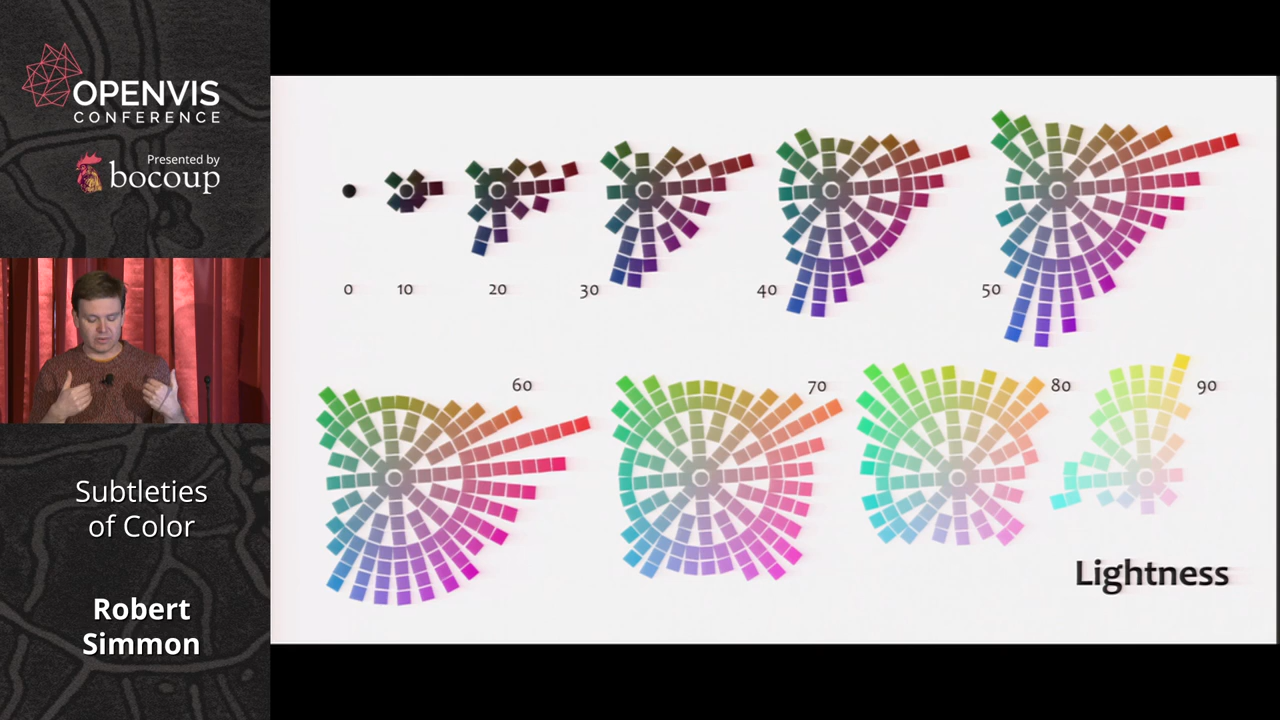 OPENVIS
CONFERENCE
Presented by
bocoup
Subtleties
of Color
Robert
Simmon
0 10 20 30 40 50
60 70 80 90
Lightness